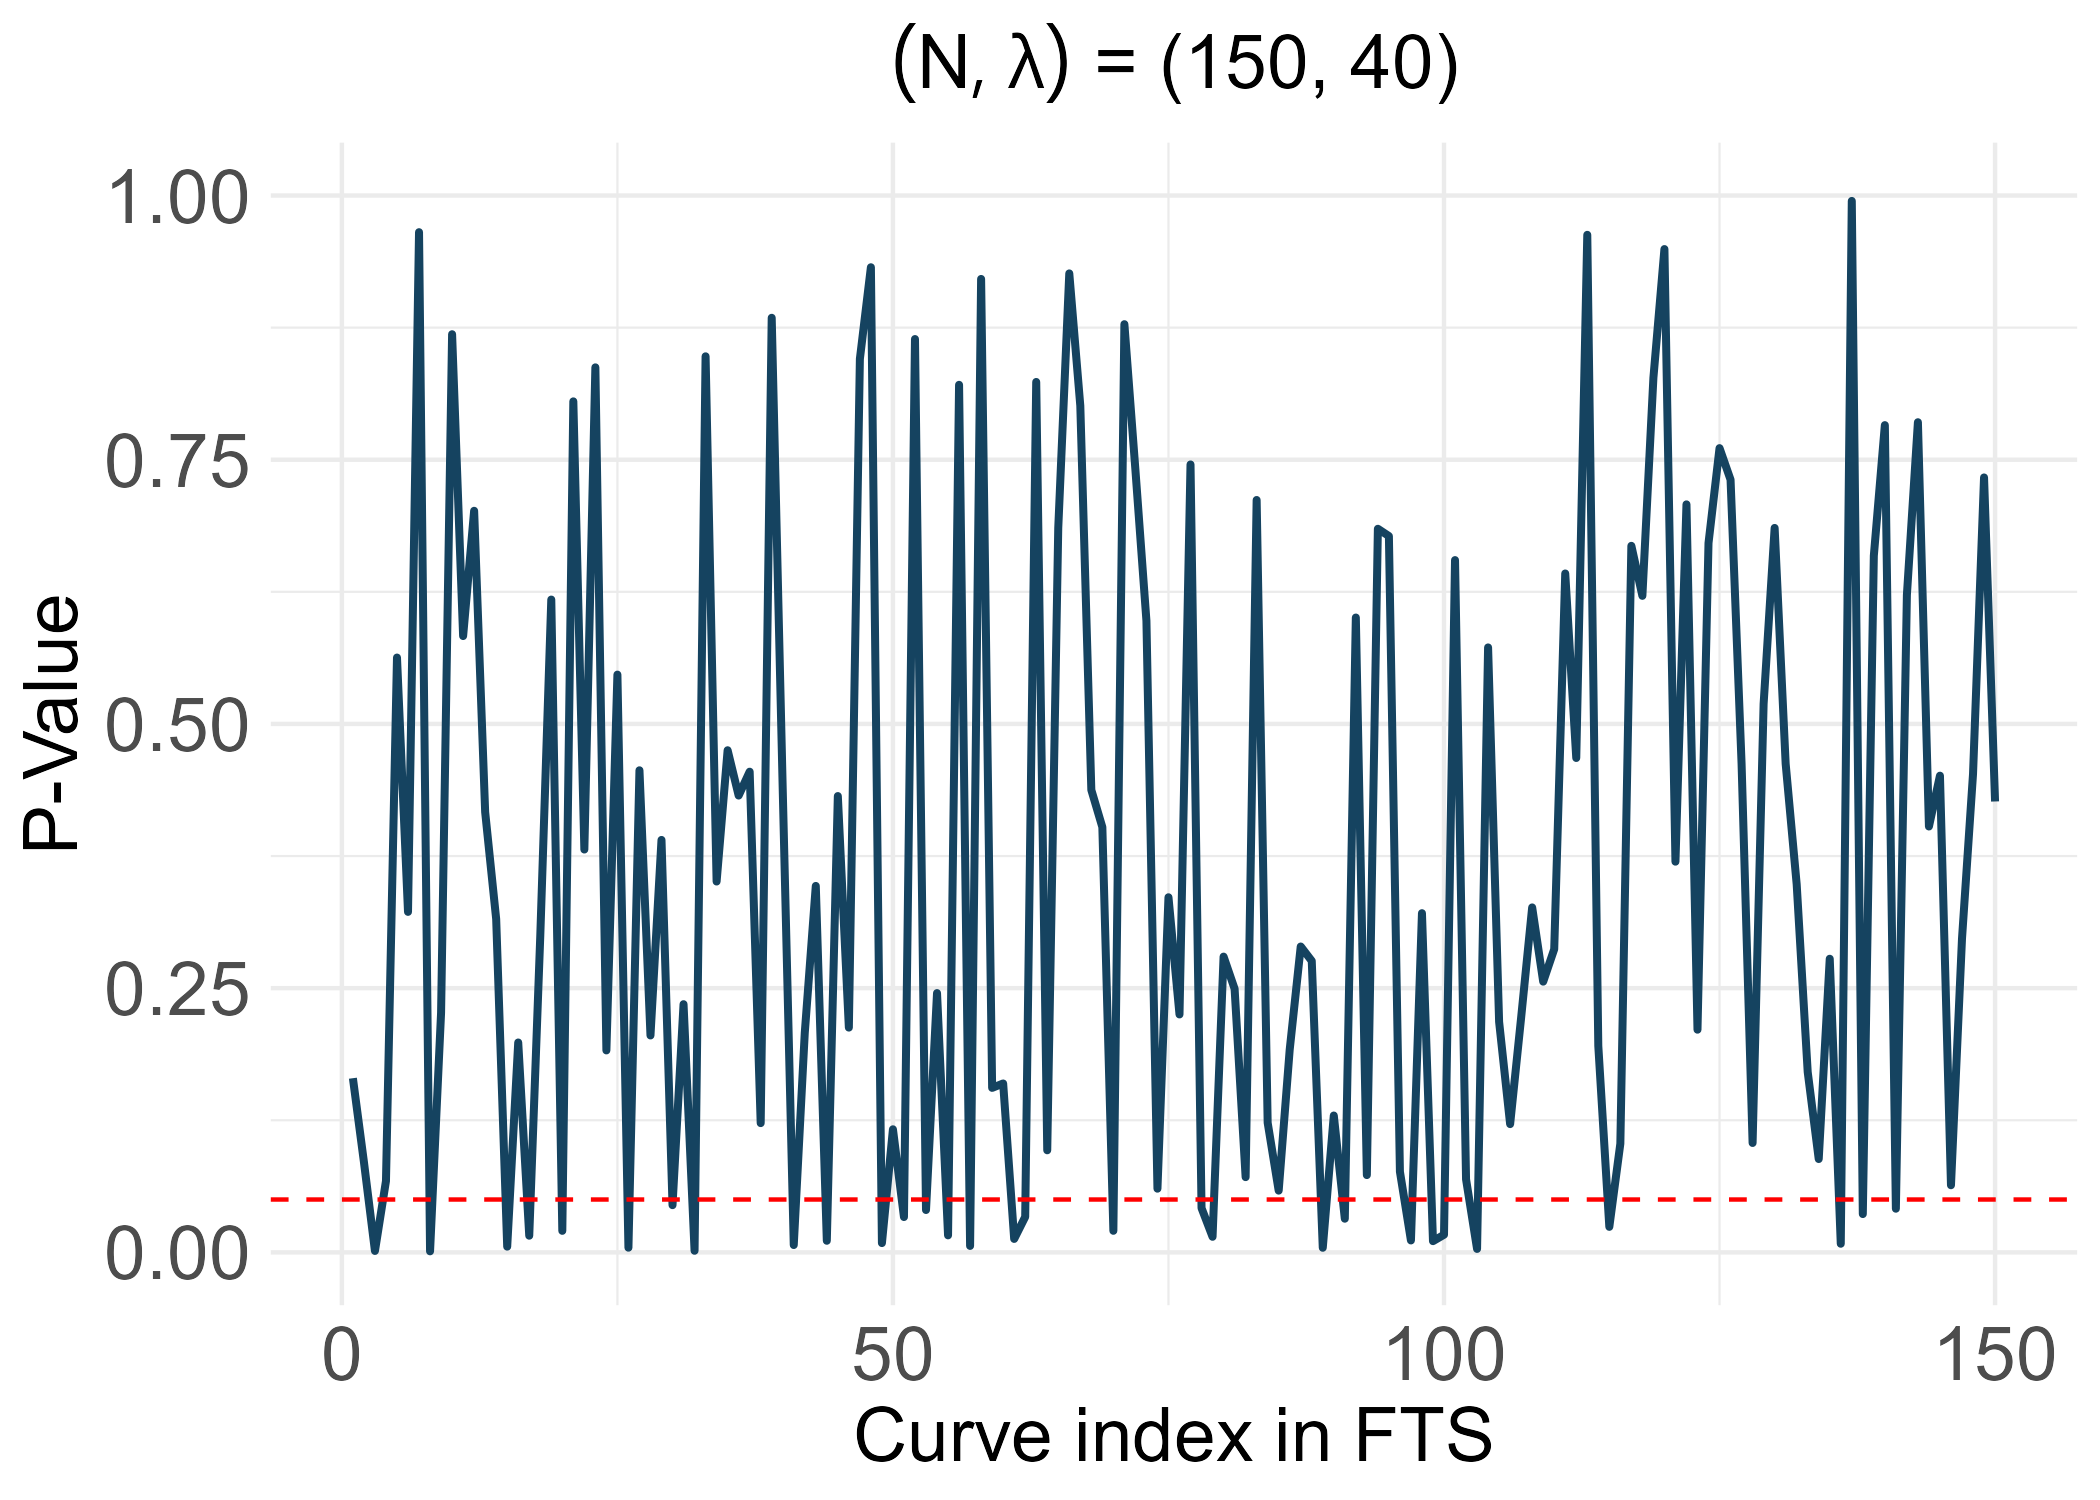 (N, λ) = (150, 40)
1.00
0.75
0.50
0.25
0.00
P-Value
0 50 100 150
Curve index in FTS